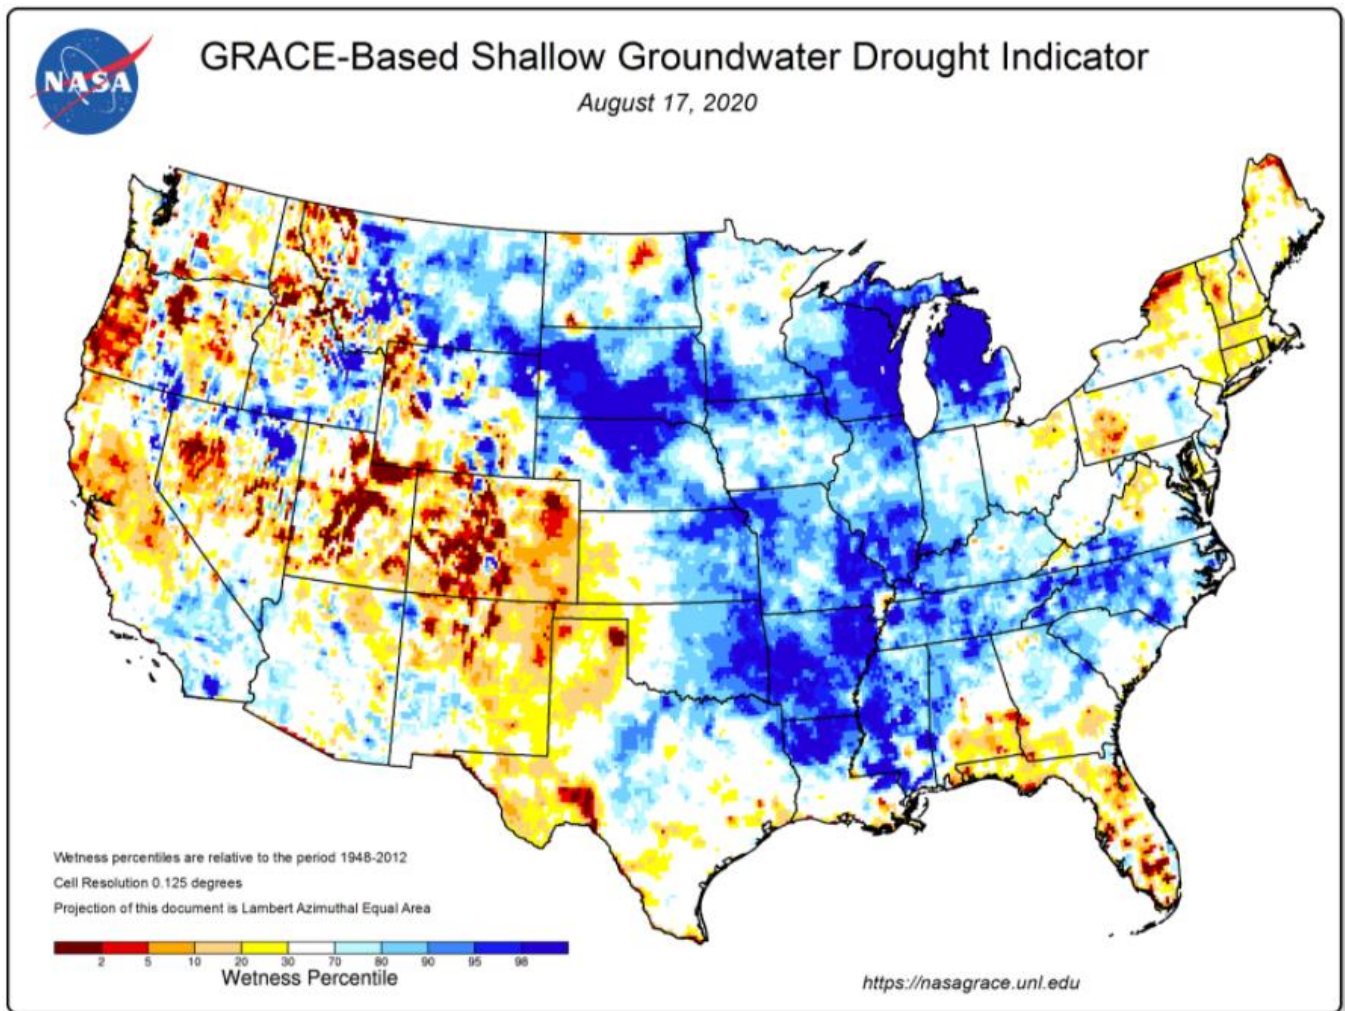 NASA
GRACE-Based Shallow Groundwater Drought Indicator
August 17, 2020
Wetness percentiles are relative to the period 1948-2012
Cell Resolution 0.125 degrees
Projection of this document is Lambert Azimuthal Equal Area
2 5 10 20 30 70 80 90 95 98
Wetness Percentile
https://nasagrace.unl.edu